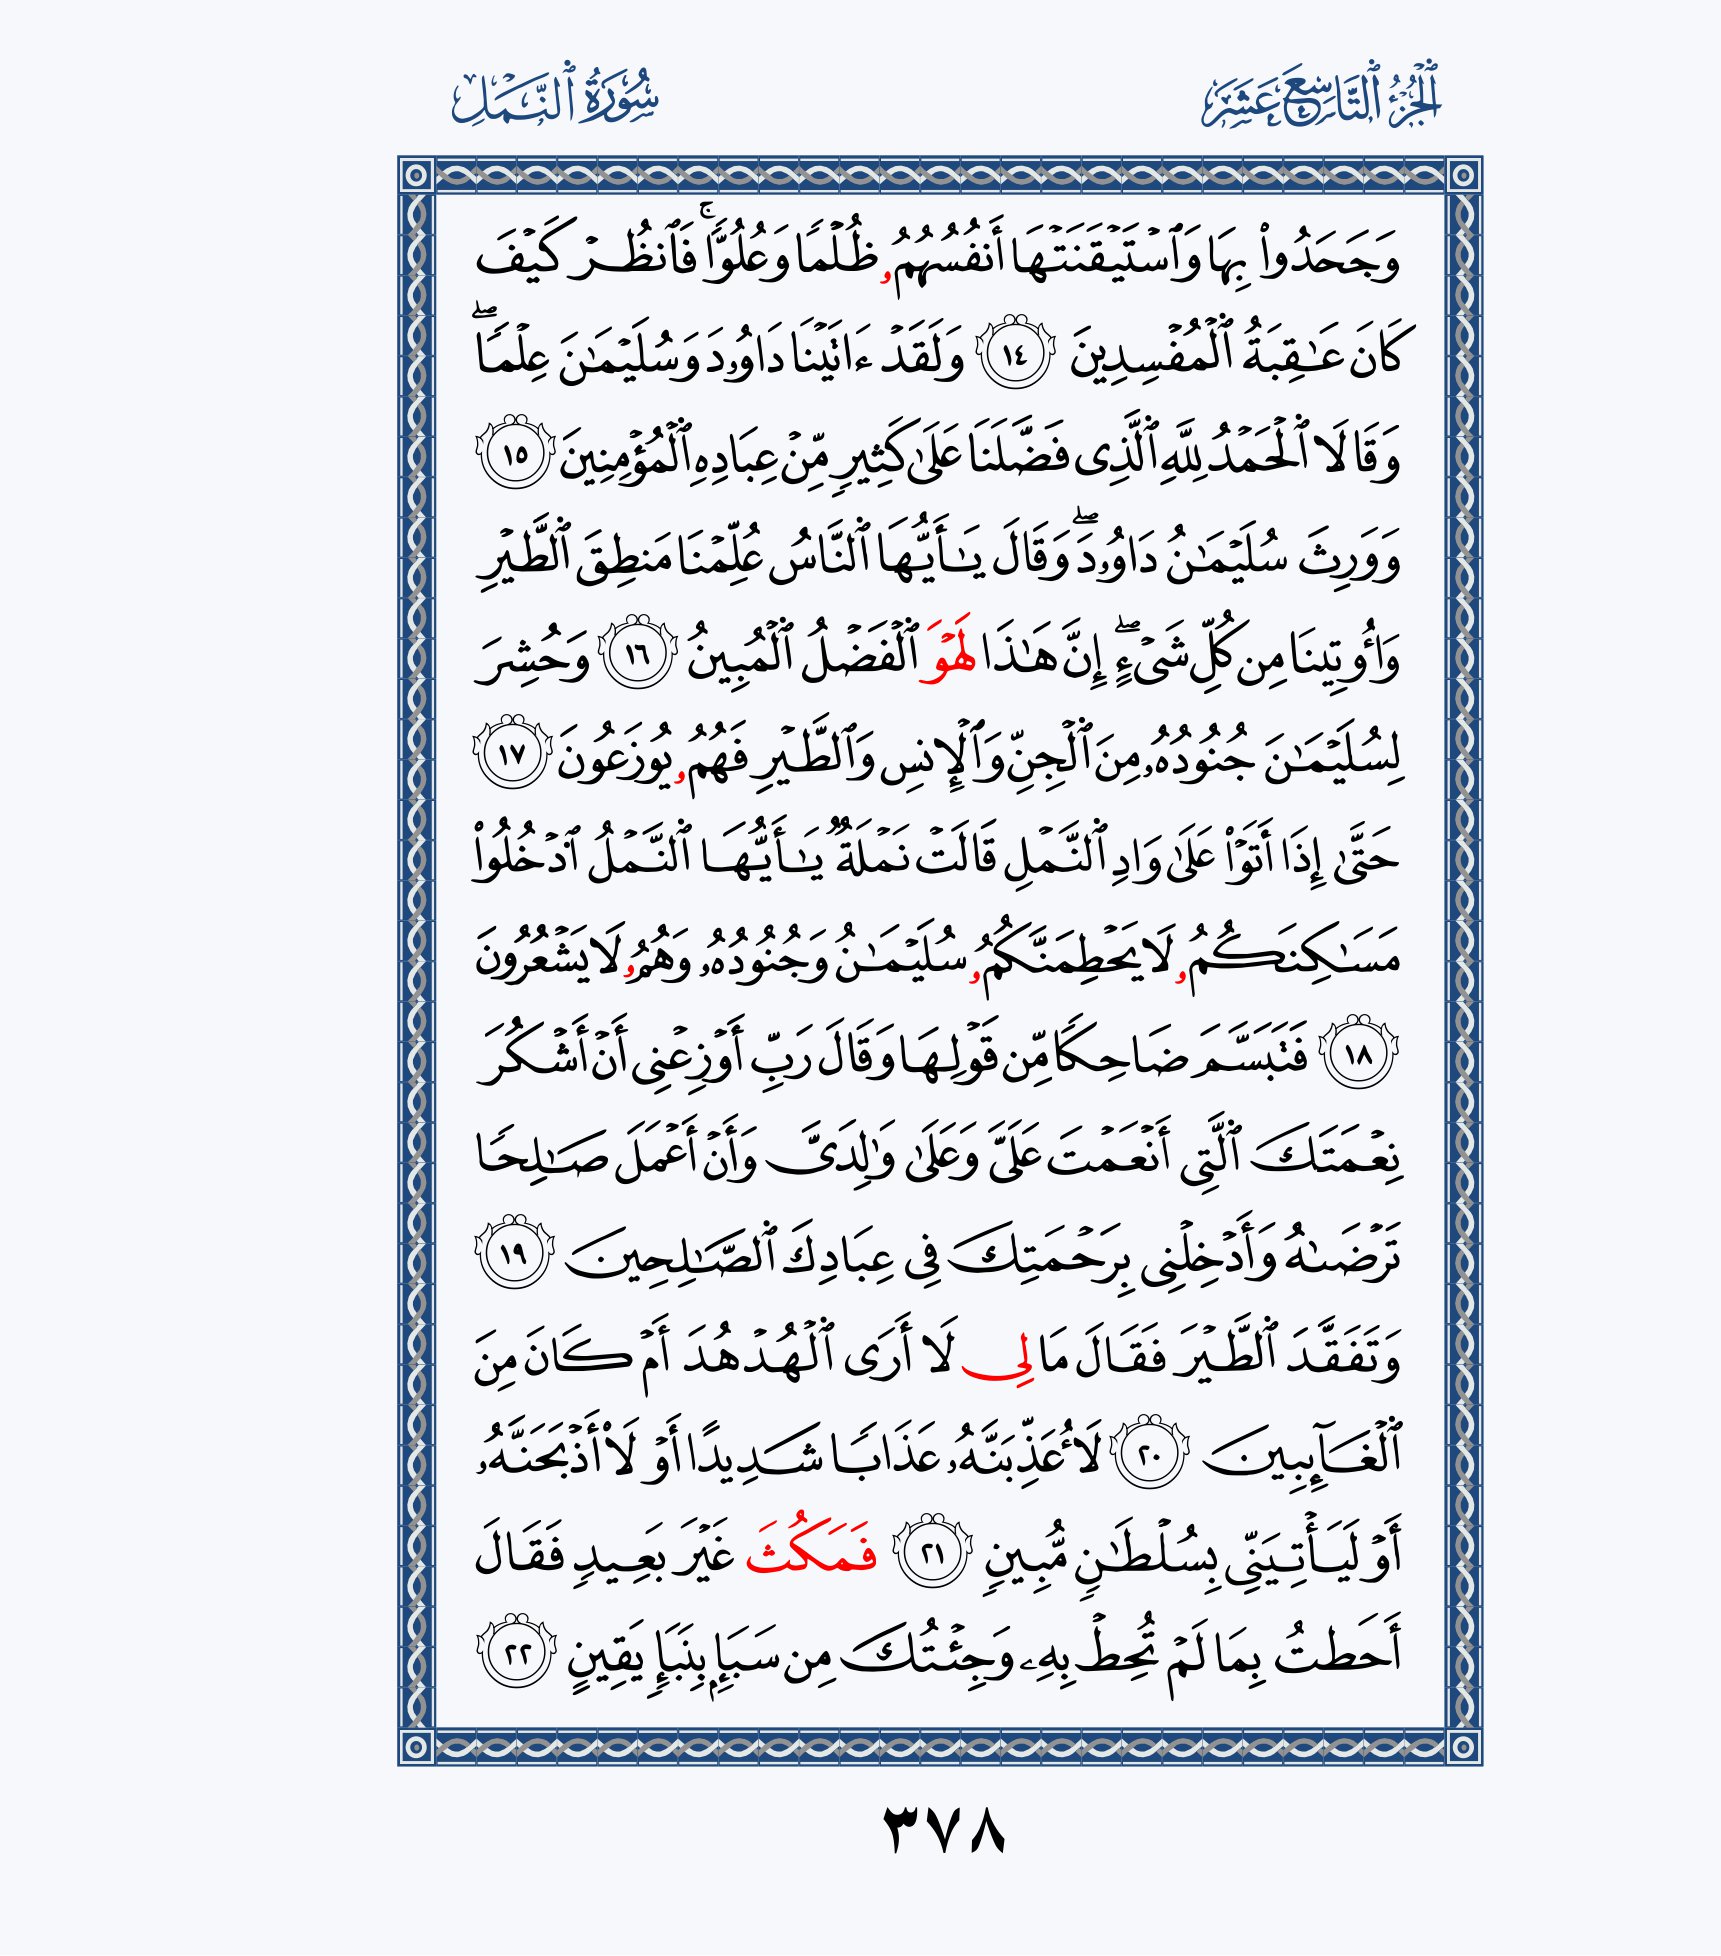 الجُزْءُ ٱلتَّاسِعَ عَشَرَ
سُورَةُ ٱلنَّمْلِ
وَجَحَدُواْ بِهَا وَٱسْتَيْقَنَتْهَا أَنفُسُهُمُۥ ظُلْمًا وَعُلُوًّاۚ فَٱنظُرْ كَيْفَ
كَانَ عَٰقِبَةُ ٱلْمُفْسِدِينَ ١٤ وَلَقَدْ ءَاتَيْنَا دَاوُۥدَ وَسُلَيْمَٰنَ عِلْمًاۖ
وَقَالَا ٱلْحَمْدُ لِلَّهِ ٱلَّذِى فَضَّلَنَا عَلَىٰ كَثِيرٍ مِّنْ عِبَادِهِ ٱلْمُؤْمِنِينَ ١٥
وَوَرِثَ سُلَيْمَٰنُ دَاوُۥدَۖ وَقَالَ يَٰأَيُّهَا ٱلنَّاسُ عُلِّمْنَا مَنطِقَ ٱلطَّيْرِ
وَأُوتِينَا مِن كُلِّ شَىْءٍۖ إِنَّ هَٰذَا لَهْوَ ٱلْفَضْلُ ٱلْمُبِينُ ١٦ وَحُشِرَ
لِسُلَيْمَٰنَ جُنُودُهُۥ مِنَ ٱلْجِنِّ وَٱلْإِنسِ وَٱلطَّيْرِ فَهُمُۥ يُوزَعُونَ ١٧
حَتَّىٰ إِذَا أَتَوْاْ عَلَىٰ وَادِ ٱلنَّمْلِ قَالَتْ نَمْلَةٌ يَٰأَيُّهَا ٱلنَّمْلُ ٱدْخُلُواْ
مَسَٰكِنَكُمُۥ لَا يَحْطِمَنَّكُمُۥ سُلَيْمَٰنُ وَجُنُودُهُۥ وَهُمُۥ لَا يَشْعُرُونَ
١٨ فَتَبَسَّمَ ضَاحِكًا مِّن قَوْلِهَا وَقَالَ رَبِّ أَوْزِعْنِى أَنْ أَشْكُرَ
نِعْمَتَكَ ٱلَّتِى أَنْعَمْتَ عَلَىَّ وَعَلَىٰ وَٰلِدَىَّ وَأَنْ أَعْمَلَ صَٰلِحًا
تَرْضَىٰهُ وَأَدْخِلْنِى بِرَحْمَتِكَ فِى عِبَادِكَ ٱلصَّٰلِحِينَ ١٩
وَتَفَقَّدَ ٱلطَّيْرَ فَقَالَ مَا لِى لَا أَرَى ٱلْهُدْهُدَ أَمْ كَانَ مِنَ
ٱلْغَآئِبِينَ ٢٠ لَأُعَذِّبَنَّهُۥ عَذَابًا شَدِيدًا أَوْ لَأَاْذْبَحَنَّهُۥ
أَوْ لَيَأْتِيَنِّى بِسُلْطَٰنٍ مُّبِينٍ ٢١ فَمَكُثَ غَيْرَ بَعِيدٍ فَقَالَ
أَحَطتُ بِمَا لَمْ تُحِطْ بِهِۦ وَجِئْتُكَ مِن سَبَإٍۭ بِنَبَإٍ يَقِينٍ ٢٢
٣٧٨